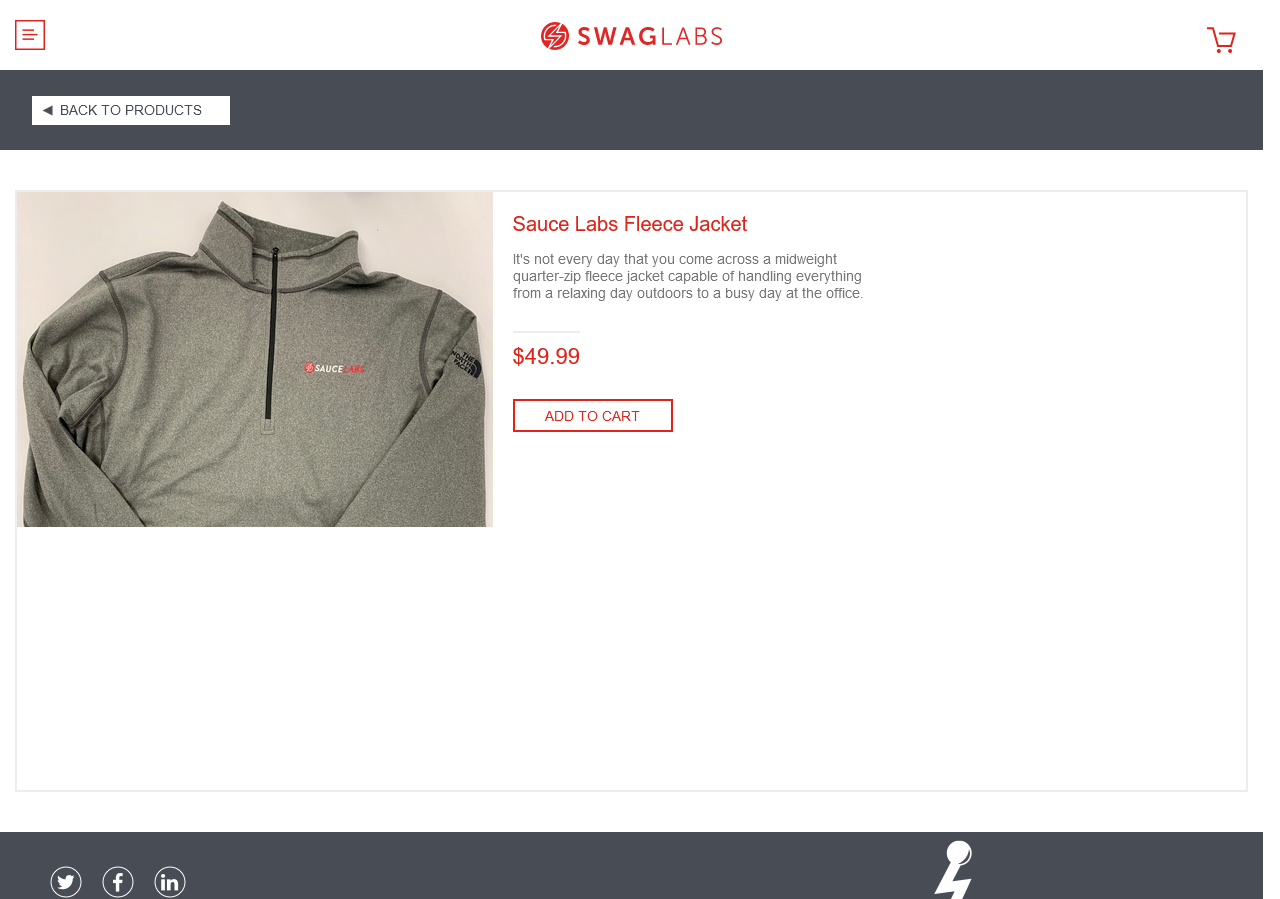 SWAGLABS
BACK TO PRODUCTS
Sauce Labs Fleece Jacket
It's not every day that you come across a midweight
quarter-zip fleece jacket capable of handling everything
from a relaxing day outdoors to a busy day at the office.
$49.99
ADD TO CART
SAUCE LABS
THE
NORTH
FACE